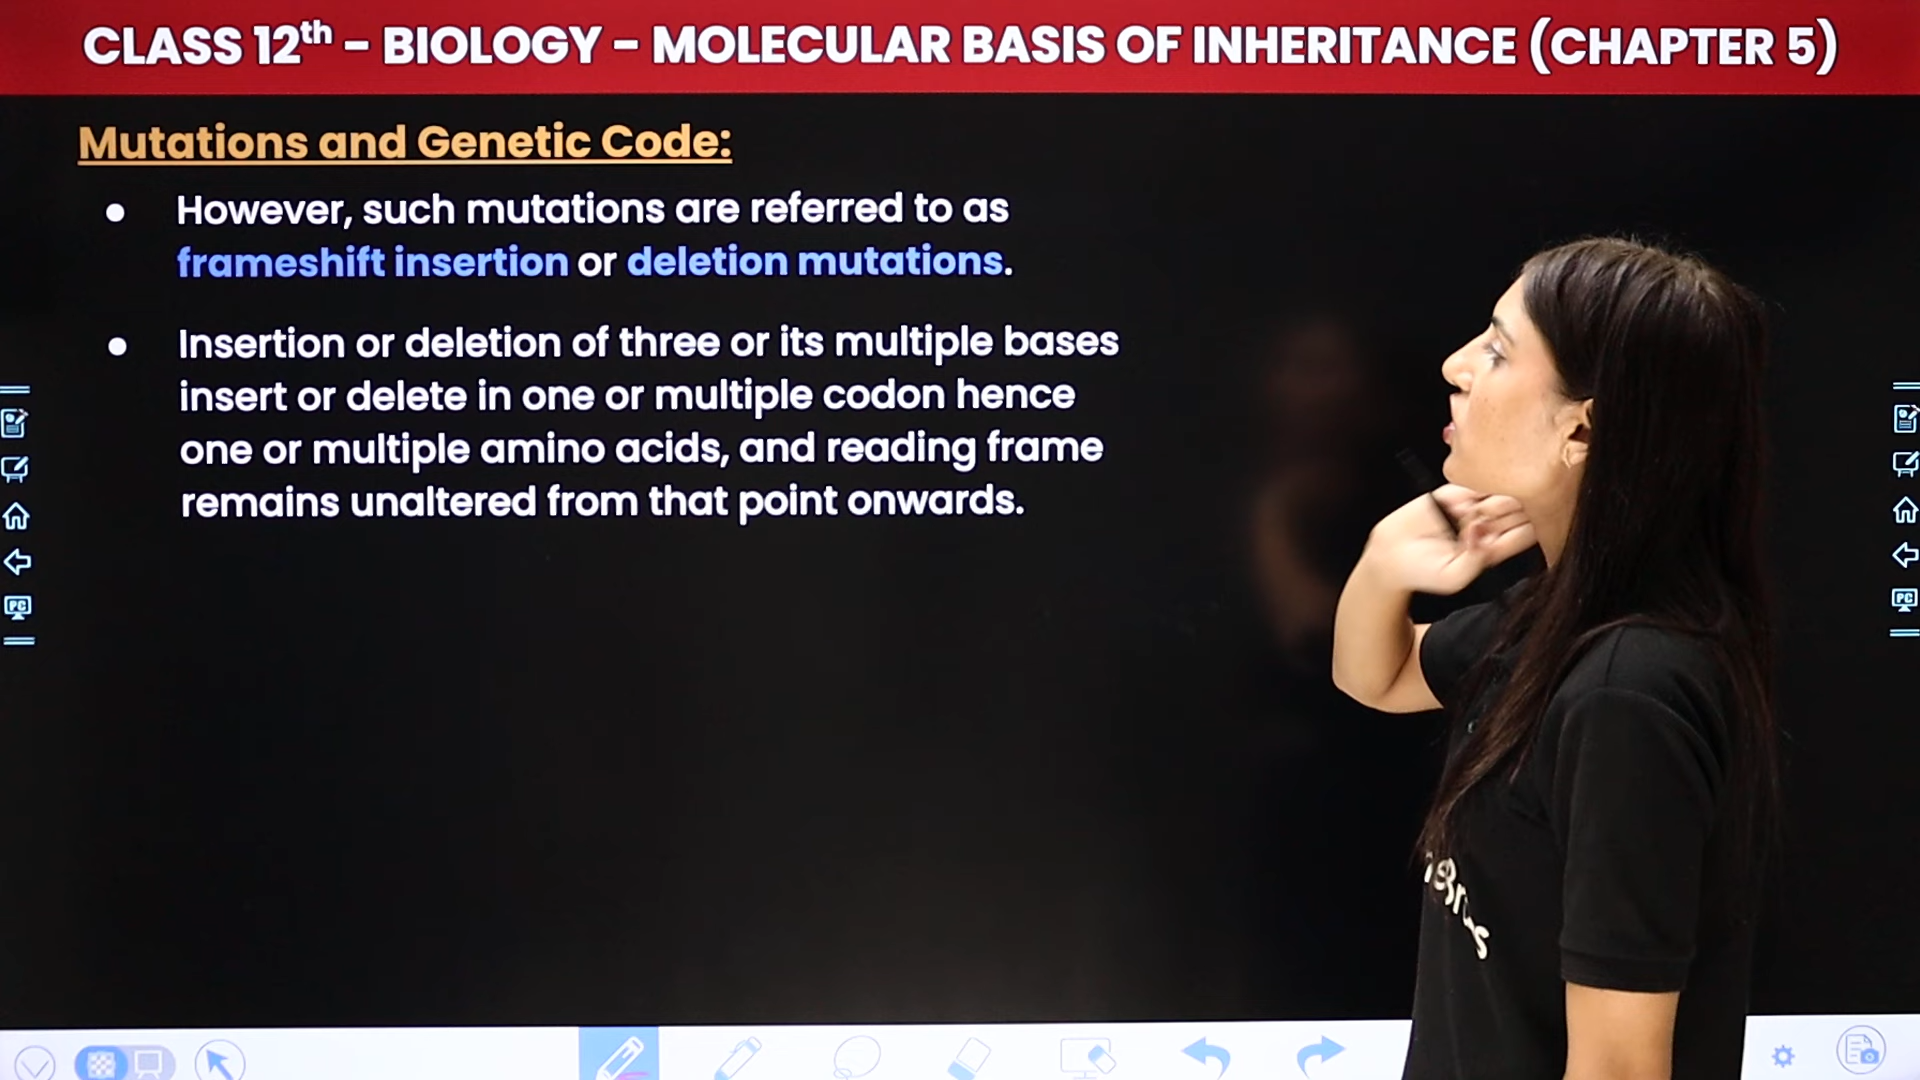 CLASS 12th - BIOLOGY - MOLECULAR BASIS OF INHERITANCE (CHAPTER 5)
Mutations and Genetic Code:
● However, such mutations are referred to as
frameshift insertion or deletion mutations.
● Insertion or deletion of three or its multiple bases
insert or delete in one or multiple codon hence
one or multiple amino acids, and reading frame
remains unaltered from that point onwards.
PC
PC